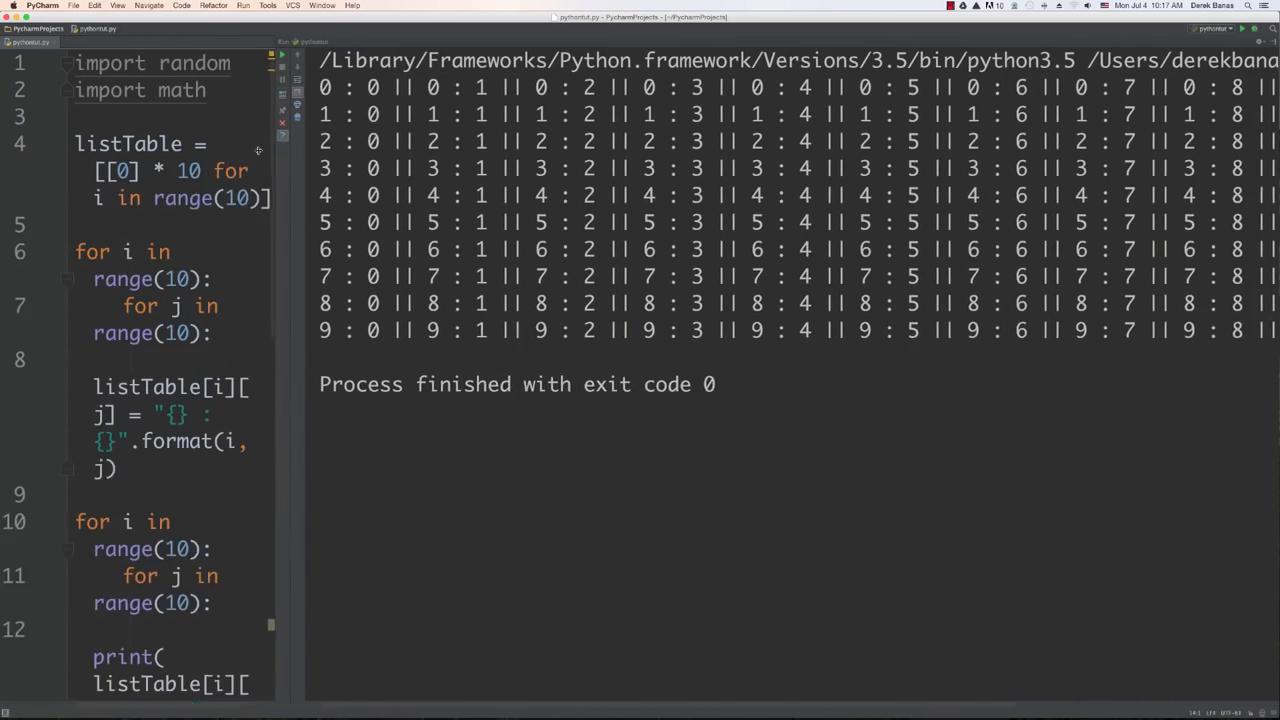 PyCharm File Edit View Navigate Code Refactor Run Tools VCS Window Help Mon Jul 4 10:17 AM Derek Banas
pythontut.py - PycharmProjects - [~/PycharmProjects]
PycharmProjects pythontut.py pythontut
pythontut.py Run pythontut
1 import random
2 import math
3
4 listTable =
[[0] * 10 for
i in range(10)]
5
6 for i in
range(10):
7 for j in
range(10):
8
listTable[i][
j] = "{} :
{}".format(i,
j)
9
10 for i in
range(10):
11 for j in
range(10):
12
print(
listTable[i][
/Library/Frameworks/Python.framework/Versions/3.5/bin/python3.5 /Users/derekbana
0 : 0 || 0 : 1 || 0 : 2 || 0 : 3 || 0 : 4 || 0 : 5 || 0 : 6 || 0 : 7 || 0 : 8 ||
1 : 0 || 1 : 1 || 1 : 2 || 1 : 3 || 1 : 4 || 1 : 5 || 1 : 6 || 1 : 7 || 1 : 8 ||
2 : 0 || 2 : 1 || 2 : 2 || 2 : 3 || 2 : 4 || 2 : 5 || 2 : 6 || 2 : 7 || 2 : 8 ||
3 : 0 || 3 : 1 || 3 : 2 || 3 : 3 || 3 : 4 || 3 : 5 || 3 : 6 || 3 : 7 || 3 : 8 ||
4 : 0 || 4 : 1 || 4 : 2 || 4 : 3 || 4 : 4 || 4 : 5 || 4 : 6 || 4 : 7 || 4 : 8 ||
5 : 0 || 5 : 1 || 5 : 2 || 5 : 3 || 5 : 4 || 5 : 5 || 5 : 6 || 5 : 7 || 5 : 8 ||
6 : 0 || 6 : 1 || 6 : 2 || 6 : 3 || 6 : 4 || 6 : 5 || 6 : 6 || 6 : 7 || 6 : 8 ||
7 : 0 || 7 : 1 || 7 : 2 || 7 : 3 || 7 : 4 || 7 : 5 || 7 : 6 || 7 : 7 || 7 : 8 ||
8 : 0 || 8 : 1 || 8 : 2 || 8 : 3 || 8 : 4 || 8 : 5 || 8 : 6 || 8 : 7 || 8 : 8 ||
9 : 0 || 9 : 1 || 9 : 2 || 9 : 3 || 9 : 4 || 9 : 5 || 9 : 6 || 9 : 7 || 9 : 8 ||
Process finished with exit code 0
14:1 LF÷ UTF-8÷